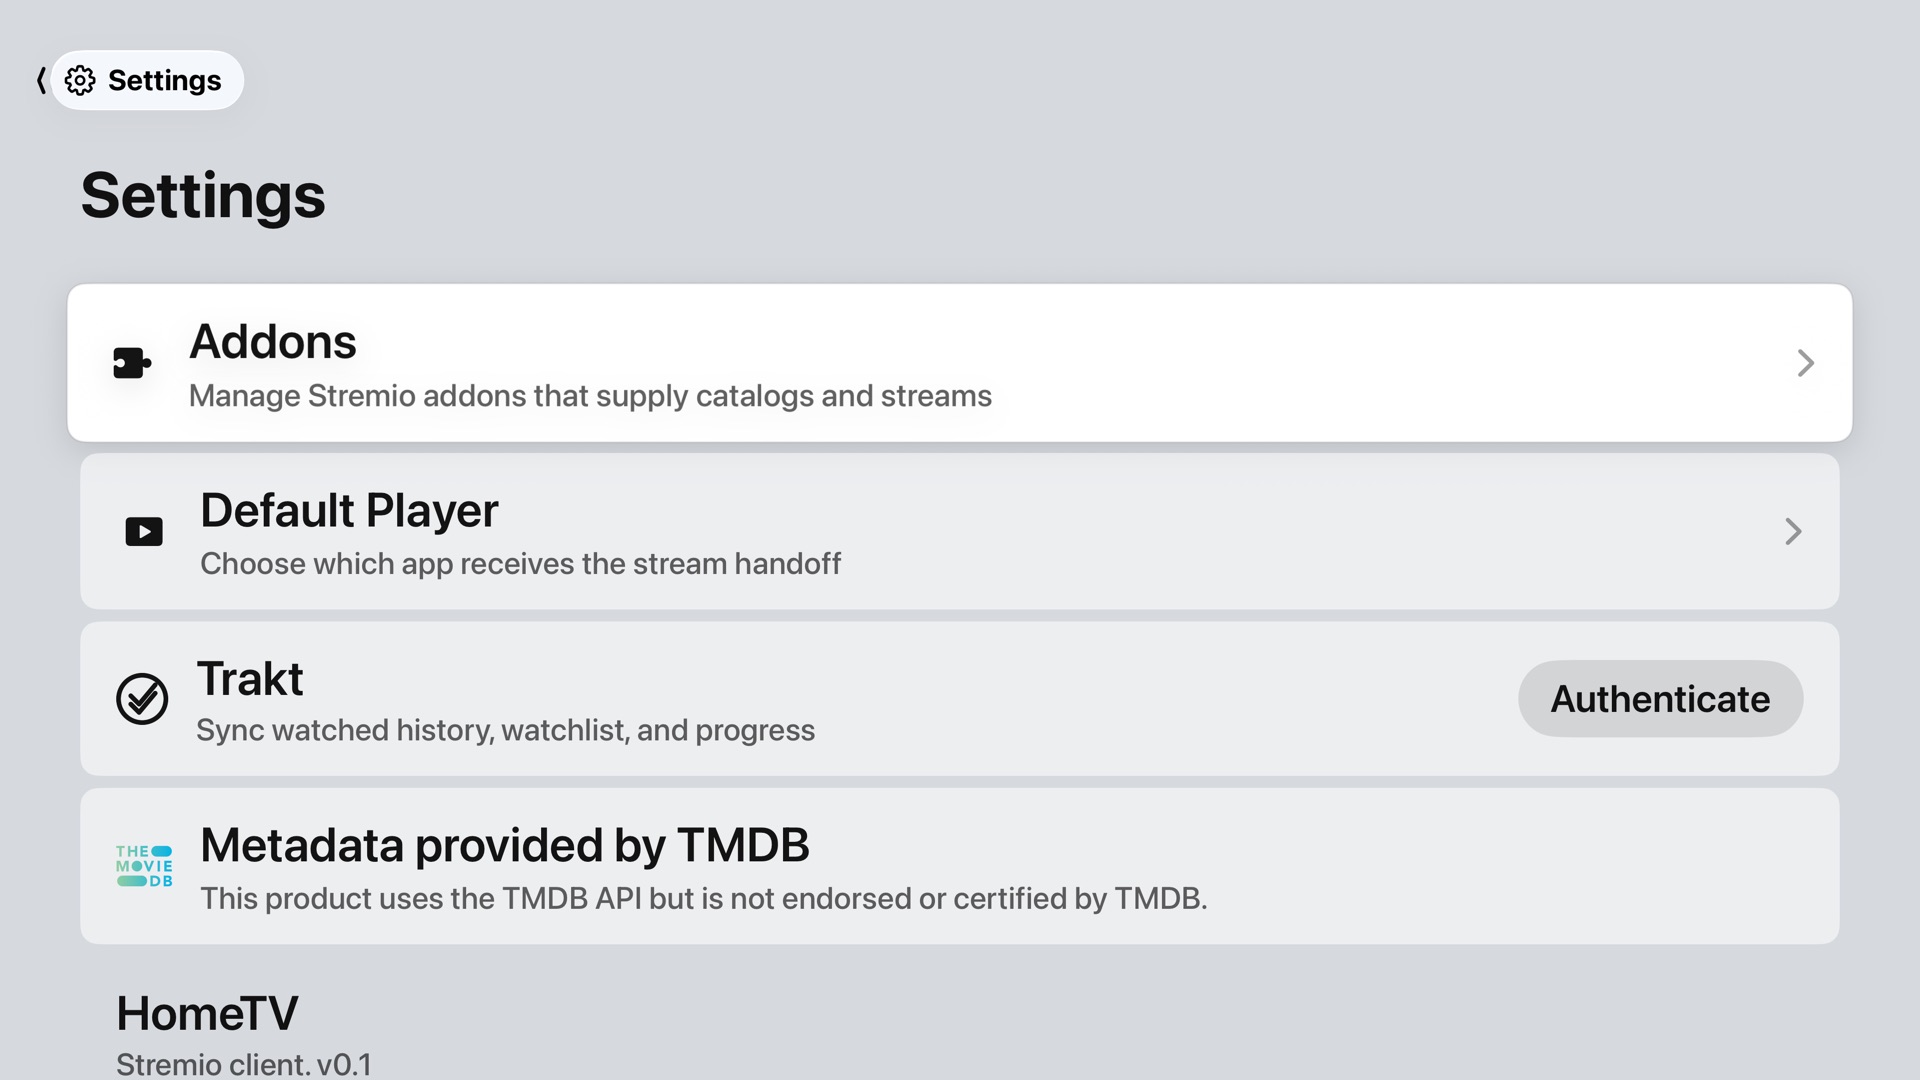 Settings
Settings
Addons
Manage Stremio addons that supply catalogs and streams
Default Player
Choose which app receives the stream handoff
Trakt
Sync watched history, watchlist, and progress
Authenticate
THE
MOVIE
DB
Metadata provided by TMDB
This product uses the TMDB API but is not endorsed or certified by TMDB.
HomeTV
Stremio client. v0.1